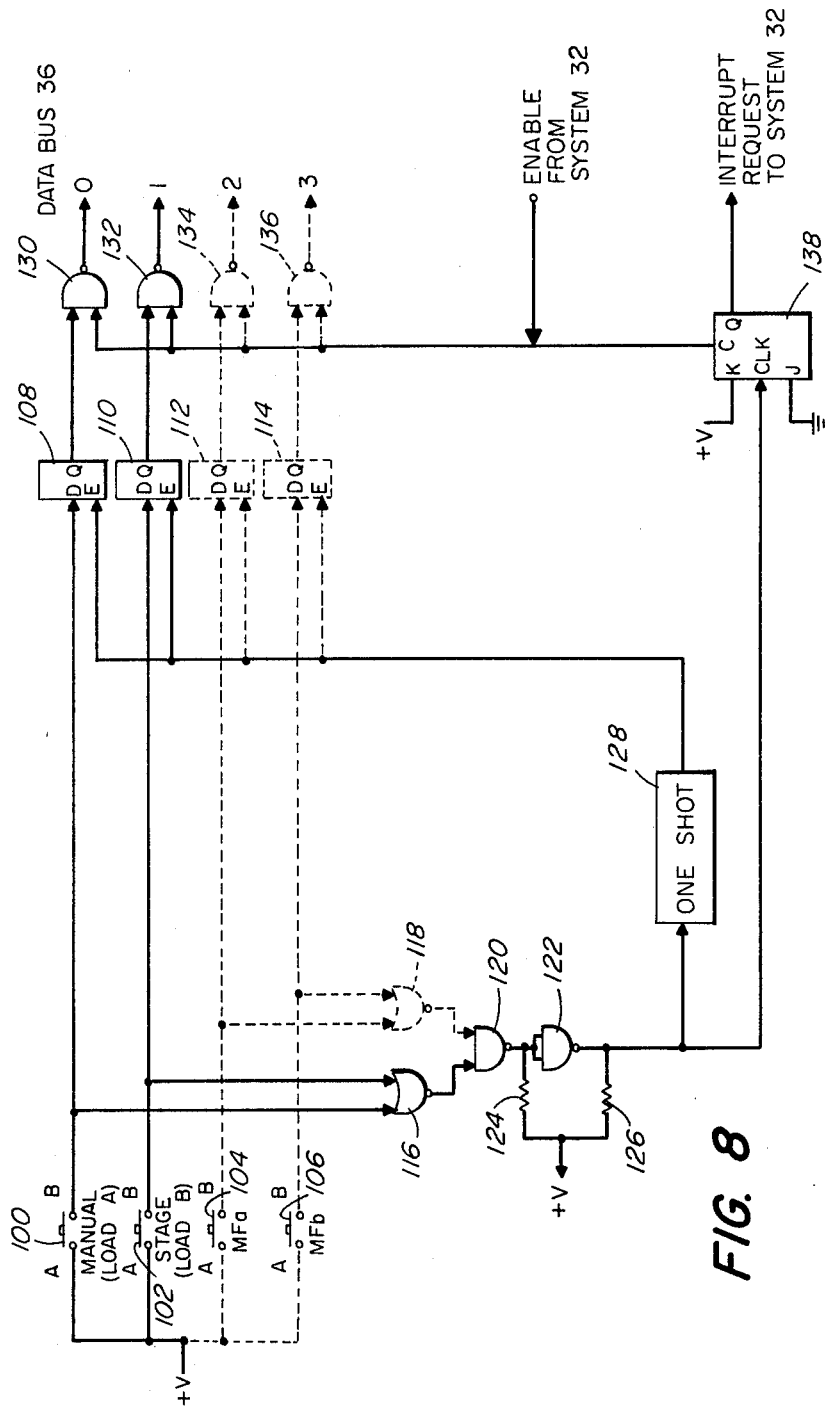 DATA BUS 36
100
A B
MANUAL
(LOAD A)
A B
102
STAGE
(LOAD B)
A B
104
MFa
A B
106
MFb
+V
108
D Q
E
110
D Q
E
112
D Q
E
114
D Q
E
130
0
132
1
134
2
136
3
116
118
120
122
124
126
+V
ONE SHOT
128
ENABLE
FROM
SYSTEM 32
+V
K C Q
CLK
J
138
INTERRUPT
REQUEST
TO SYSTEM 32
FIG. 8